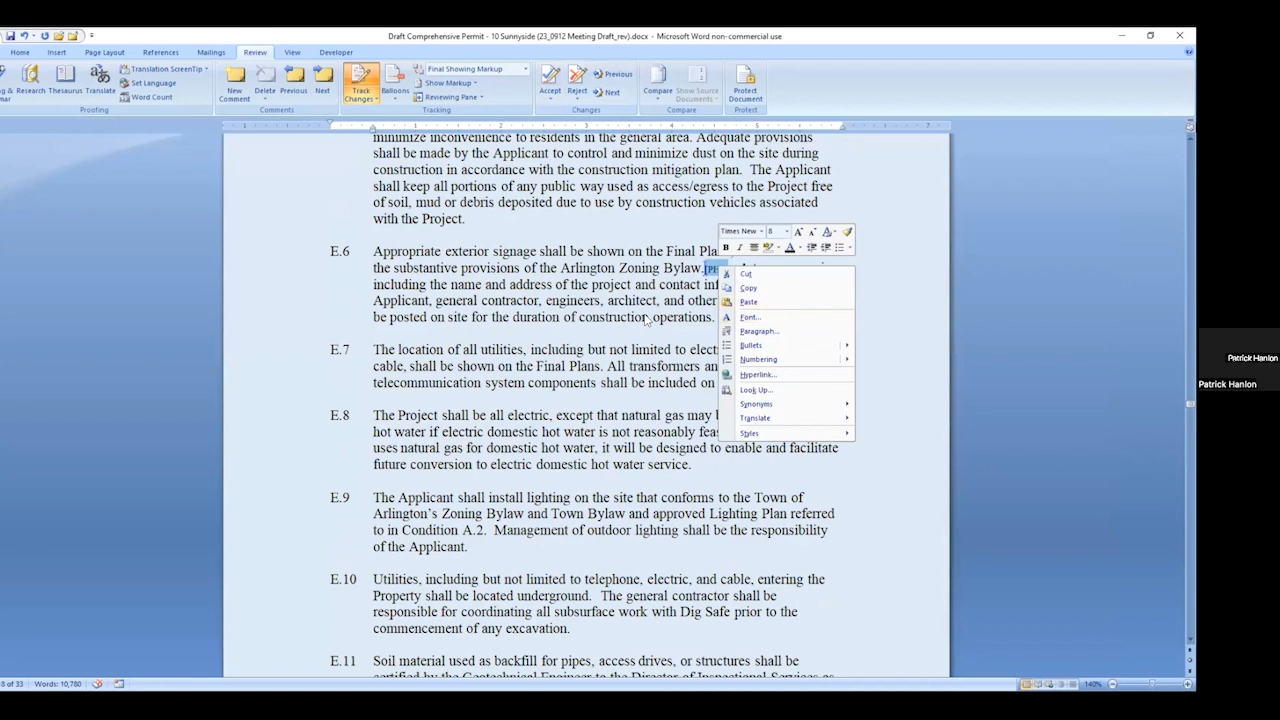 Draft Comprehensive Permit - 10 Sunnyside (23_0912 Meeting Draft_rev).docx - Microsoft Word non-commercial use
Home Insert Page Layout References Mailings Review View Developer
Research Thesaurus Translate
Translation ScreenTip
Set Language
Word Count
Proofing
New Comment Delete Previous Next
Comments
Track Changes Balloons
Final Showing Markup
Show Markup
Reviewing Pane
Tracking
Accept Reject
Previous
Next
Changes
Compare Show Source Documents
Compare
Protect Document
Protect
minimize inconvenience to residents in the general area. Adequate provisions
shall be made by the Applicant to control and minimize dust on the site during
construction in accordance with the construction mitigation plan. The Applicant
shall keep all portions of any public way used as access/egress to the Project free
of soil, mud or debris deposited due to use by construction vehicles associated
with the Project.
E.6 Appropriate exterior signage shall be shown on the Final Pla
the substantive provisions of the Arlington Zoning Bylaw.
including the name and address of the project and contact inf
Applicant, general contractor, engineers, architect, and other
be posted on site for the duration of construction operations.
Times New 8
Cut
Copy
Paste
Font...
Paragraph...
Bullets
Numbering
Hyperlink...
Look Up...
Synonyms
Translate
Styles
E.7 The location of all utilities, including but not limited to elect
cable, shall be shown on the Final Plans. All transformers an
telecommunication system components shall be included on
E.8 The Project shall be all electric, except that natural gas may b
hot water if electric domestic hot water is not reasonably feas
uses natural gas for domestic hot water, it will be designed to enable and facilitate
future conversion to electric domestic hot water service.
E.9 The Applicant shall install lighting on the site that conforms to the Town of
Arlington's Zoning Bylaw and Town Bylaw and approved Lighting Plan referred
to in Condition A.2. Management of outdoor lighting shall be the responsibility
of the Applicant.
E.10 Utilities, including but not limited to telephone, electric, and cable, entering the
Property shall be located underground. The general contractor shall be
responsible for coordinating all subsurface work with Dig Safe prior to the
commencement of any excavation.
E.11 Soil material used as backfill for pipes, access drives, or structures shall be
certified by the Geotechnical Engineer to the Director of Inspectional Services as
Patrick Hanlon
Patrick Hanlon
8 of 33 Words: 10,780 140%